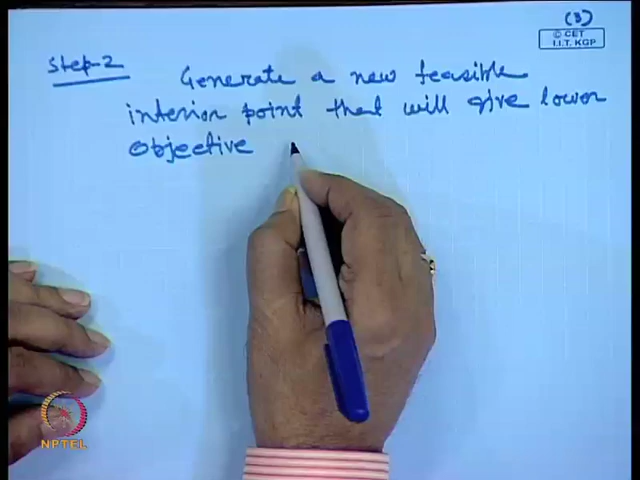 (3)
© CET
I.I.T. KGP
Step-2 Generate a new feasible
interior point that will give lower
objective
NPTEL